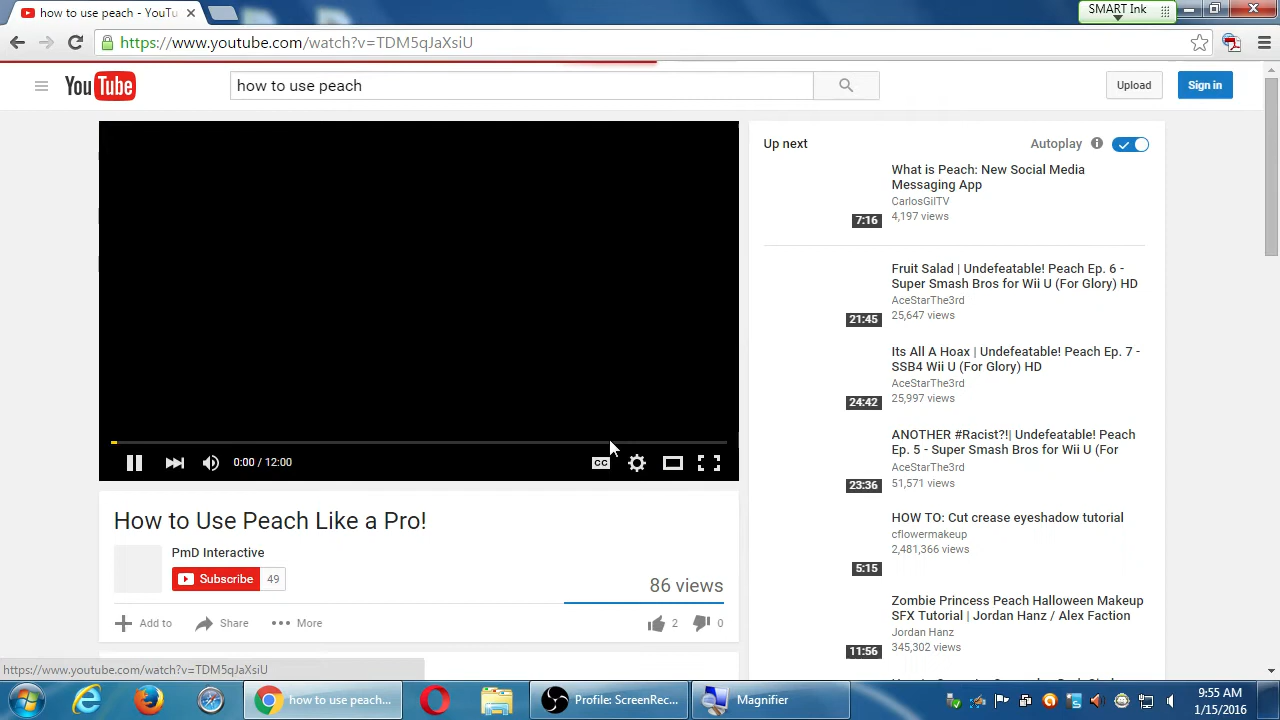 how to use peach - YouTu
SMART Ink
https://www.youtube.com/watch?v=TDM5qJaXsiU
YouTube
how to use peach
Upload
Sign in
Up next
Autoplay
What is Peach: New Social Media
Messaging App
CarlosGilTV
4,197 views
7:16
Fruit Salad | Undefeatable! Peach Ep. 6 -
Super Smash Bros for Wii U (For Glory) HD
AceStarThe3rd
25,647 views
21:45
Its All A Hoax | Undefeatable! Peach Ep. 7 -
SSB4 Wii U (For Glory) HD
AceStarThe3rd
25,997 views
24:42
ANOTHER #Racist?!| Undefeatable! Peach
Ep. 5 - Super Smash Bros for Wii U (For
AceStarThe3rd
51,571 views
23:36
HOW TO: Cut crease eyeshadow tutorial
cflowermakeup
2,481,366 views
5:15
Zombie Princess Peach Halloween Makeup
SFX Tutorial | Jordan Hanz / Alex Faction
Jordan Hanz
345,302 views
11:56
0:00 / 12:00
CC
How to Use Peach Like a Pro!
PmD Interactive
Subscribe
49
86 views
Add to
Share
More
2
0
https://www.youtube.com/watch?v=TDM5qJaXsiU
how to use peach...
Profile: ScreenRec...
Magnifier
9:55 AM
1/15/2016